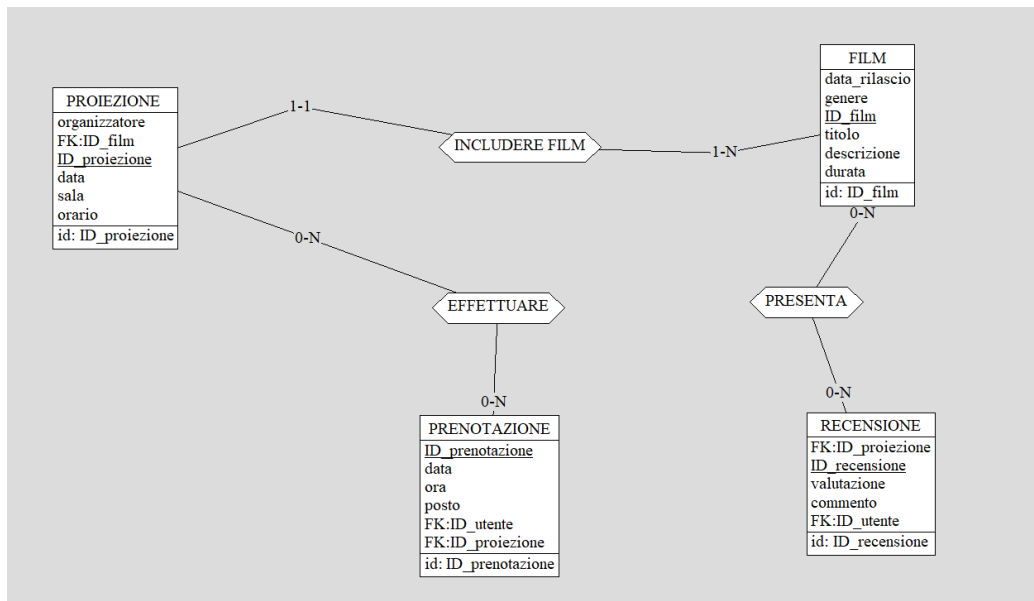 PROIEZIONE
organizzatore
FK:ID_film
ID_proiezione
data
sala
orario
id: ID_proiezione
1-1
INCLUDERE FILM
1-N
FILM
data_rilascio
genere
ID_film
titolo
descrizione
durata
id: ID_film
0-N
0-N
EFFETTUARE
PRESENTA
0-N
0-N
PRENOTAZIONE
ID_prenotazione
data
ora
posto
FK:ID_utente
FK:ID_proiezione
id: ID_prenotazione
RECENSIONE
FK:ID_proiezione
ID_recensione
valutazione
commento
FK:ID_utente
id: ID_recensione